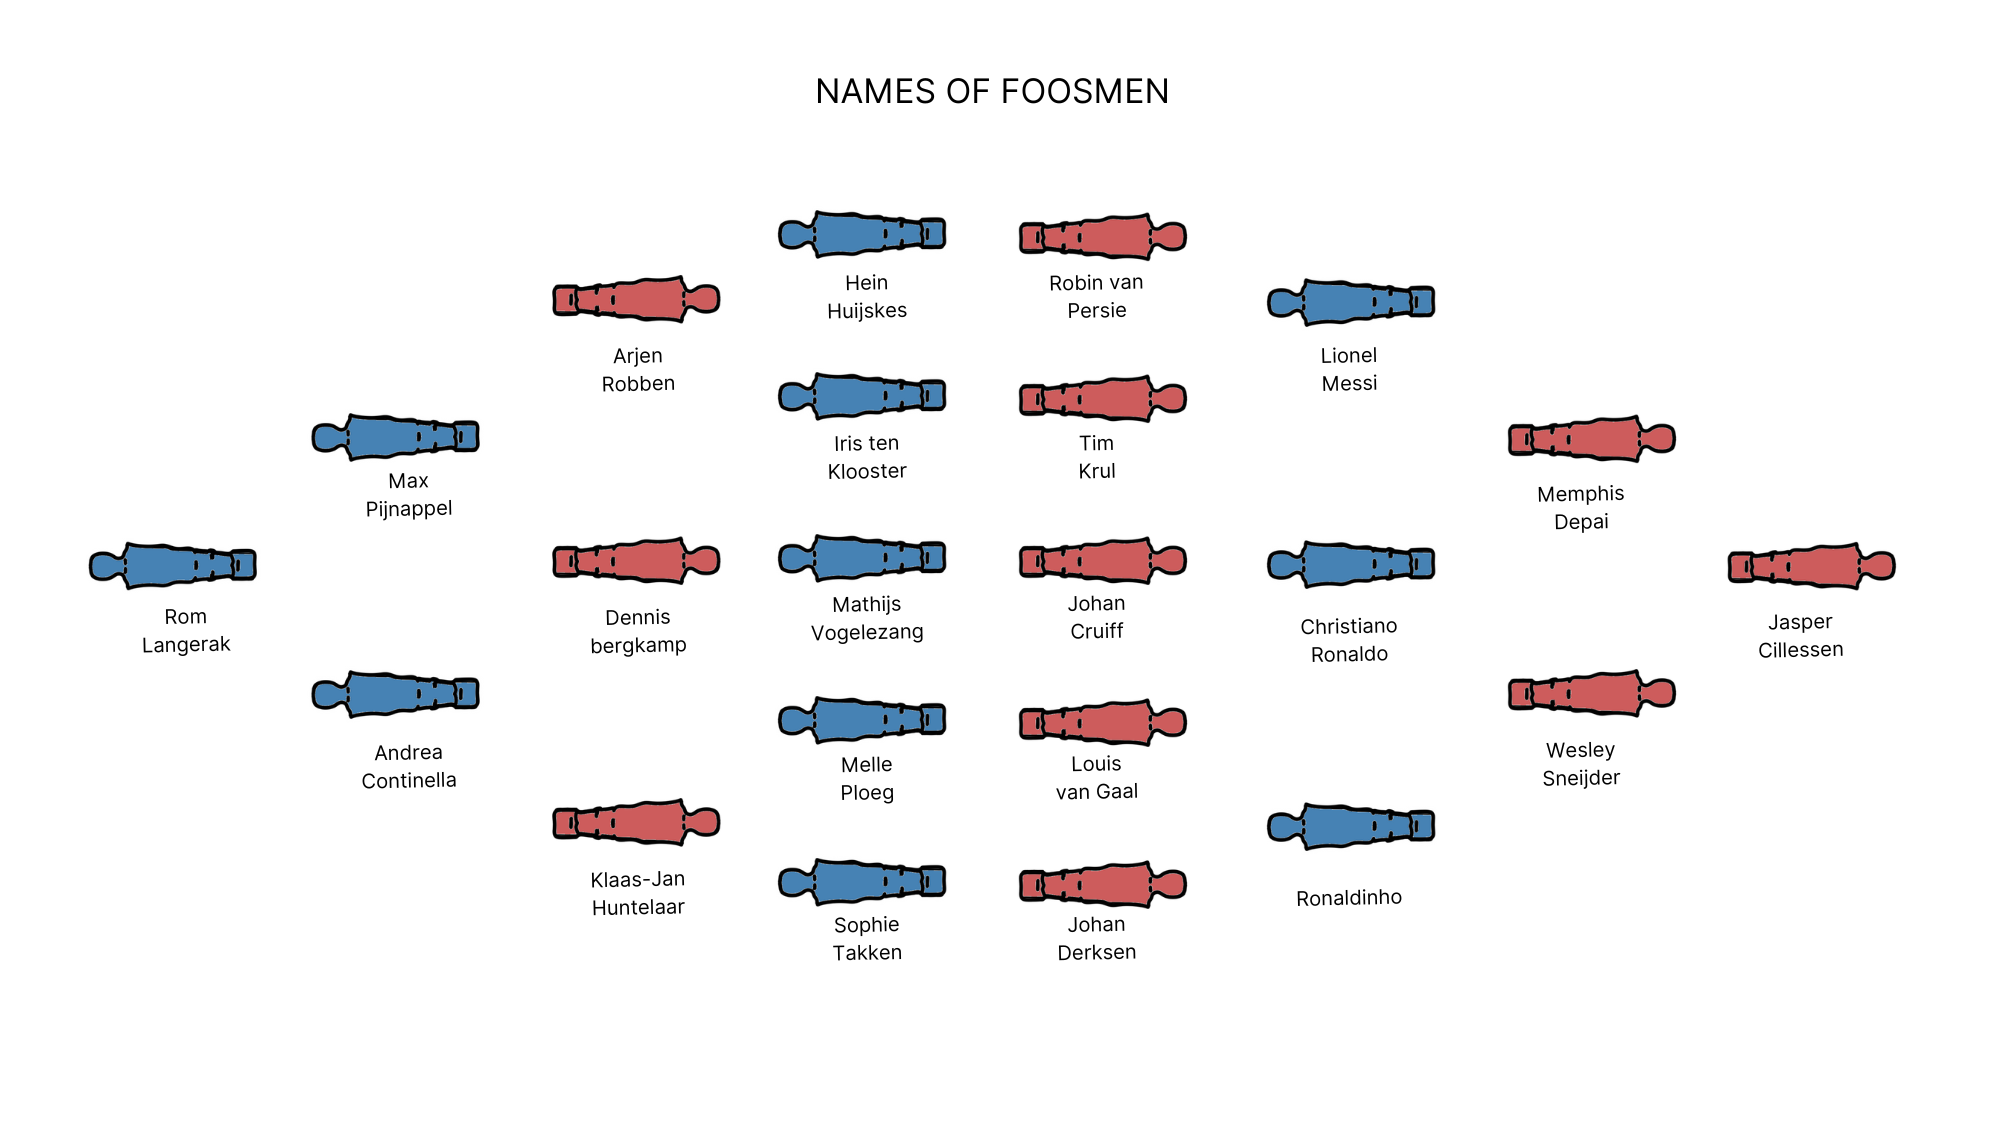 NAMES OF FOOSMEN
Hein
Huijskes
Robin van
Persie
Arjen
Robben
Lionel
Messi
Iris ten
Klooster
Tim
Krul
Max
Pijnappel
Memphis
Depai
Rom
Langerak
Dennis
bergkamp
Mathijs
Vogelezang
Johan
Cruiff
Christiano
Ronaldo
Jasper
Cillessen
Andrea
Continella
Melle
Ploeg
Louis
van Gaal
Wesley
Sneijder
Klaas-Jan
Huntelaar
Sophie
Takken
Johan
Derksen
Ronaldinho